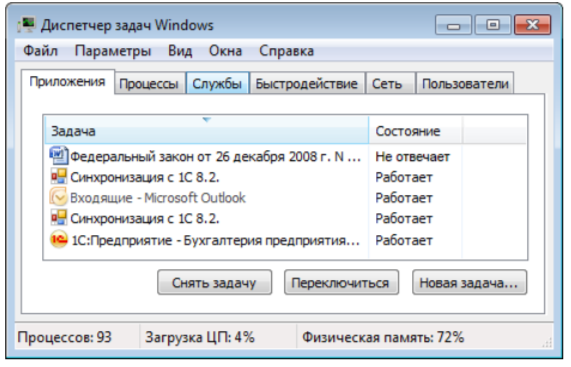 Диспетчер задач Windows
Файл Параметры Вид Окна Справка
Приложения Процессы Службы Быстродействие Сеть Пользователи
Задача Состояние
Федеральный закон от 26 декабря 2008 г. N ... Не отвечает
Синхронизация с 1С 8.2. Работает
Входящие - Microsoft Outlook Работает
Синхронизация с 1С 8.2. Работает
1С:Предприятие - Бухгалтерия предприятия... Работает
Снять задачу Переключиться Новая задача...
Процессов: 93 Загрузка ЦП: 4% Физическая память: 72%